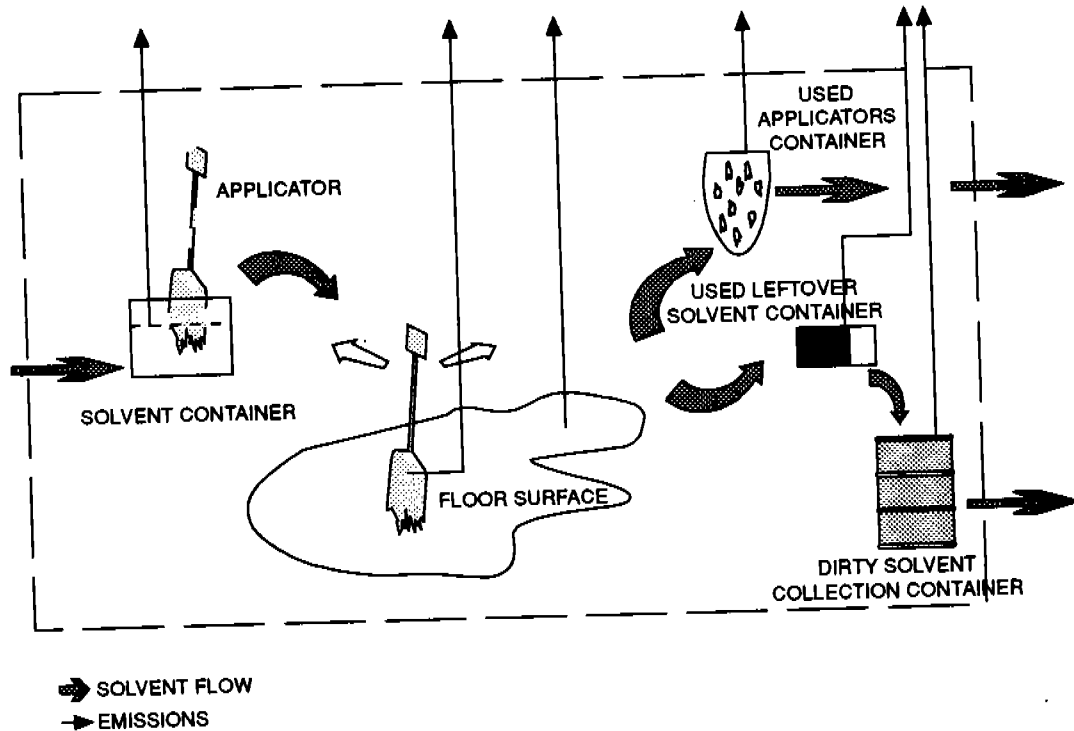 USED
APPLICATORS
CONTAINER
APPLICATOR
USED LEFTOVER
SOLVENT CONTAINER
SOLVENT CONTAINER
FLOOR SURFACE
DIRTY SOLVENT
COLLECTION CONTAINER
SOLVENT FLOW
EMISSIONS